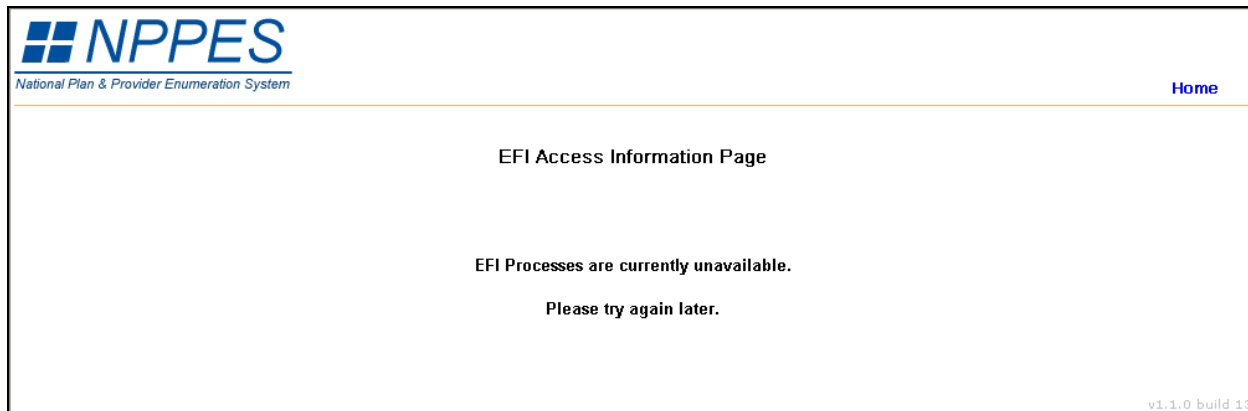 NPPES
National Plan & Provider Enumeration System
Home
EFI Access Information Page
EFI Processes are currently unavailable.
Please try again later.
v1.1.0 build 13